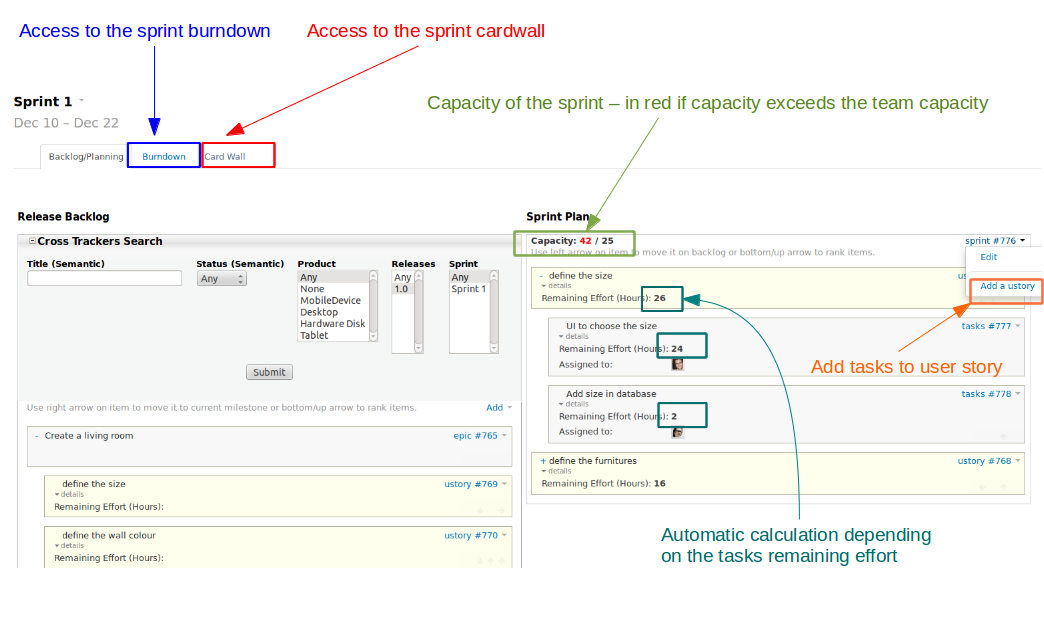 Access to the sprint burndown
Access to the sprint cardwall
Sprint 1
Dec 10 – Dec 22
Capacity of the sprint – in red if capacity exceeds the team capacity
Backlog/Planning
Burndown
Card Wall
Release Backlog
Cross Trackers Search
Title (Semantic)
Status (Semantic)
Any
Product
Any
None
MobileDevice
Desktop
Hardware Disk
Tablet
Releases
Any
1.0
Sprint
Any
Sprint 1
Submit
Use right arrow on item to move it to current milestone or bottom/up arrow to rank items.
Add
- Create a living room
epic #765
define the size
ustory #769
details
Remaining Effort (Hours):
define the wall colour
ustory #770
details
Remaining Effort (Hours):
Sprint Plan
Capacity: 42 / 25
sprint #776
Use left arrow on item to move it on backlog or bottom/up arrow to rank items.
Edit
Add a ustory
- define the size
us
details
Remaining Effort (Hours): 26
UI to choose the size
tasks #777
details
Remaining Effort (Hours): 24
Assigned to:
Add tasks to user story
Add size in database
tasks #778
details
Remaining Effort (Hours): 2
Assigned to:
+ define the furnitures
ustory #768
details
Remaining Effort (Hours): 16
Automatic calculation depending
on the tasks remaining effort